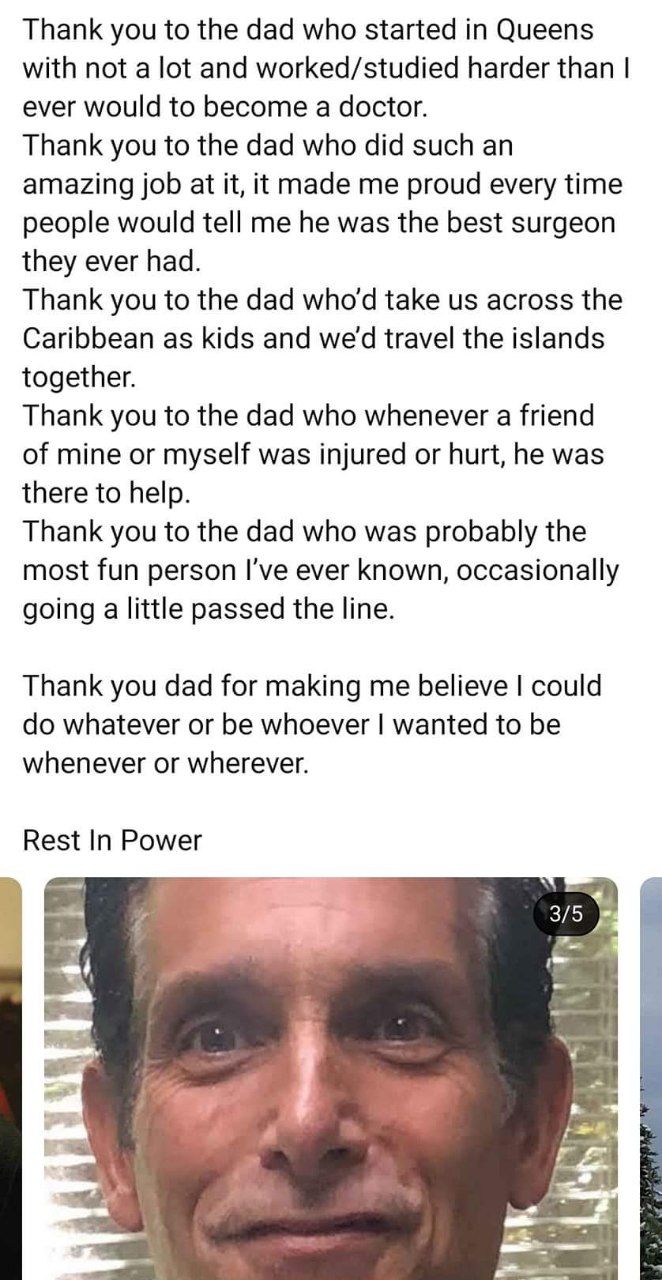 Thank you to the dad who started in Queens
with not a lot and worked/studied harder than I
ever would to become a doctor.
Thank you to the dad who did such an
amazing job at it, it made me proud every time
people would tell me he was the best surgeon
they ever had.
Thank you to the dad who’d take us across the
Caribbean as kids and we’d travel the islands
together.
Thank you to the dad who whenever a friend
of mine or myself was injured or hurt, he was
there to help.
Thank you to the dad who was probably the
most fun person I’ve ever known, occasionally
going a little passed the line.
Thank you dad for making me believe I could
do whatever or be whoever I wanted to be
whenever or wherever.
Rest In Power
3/5